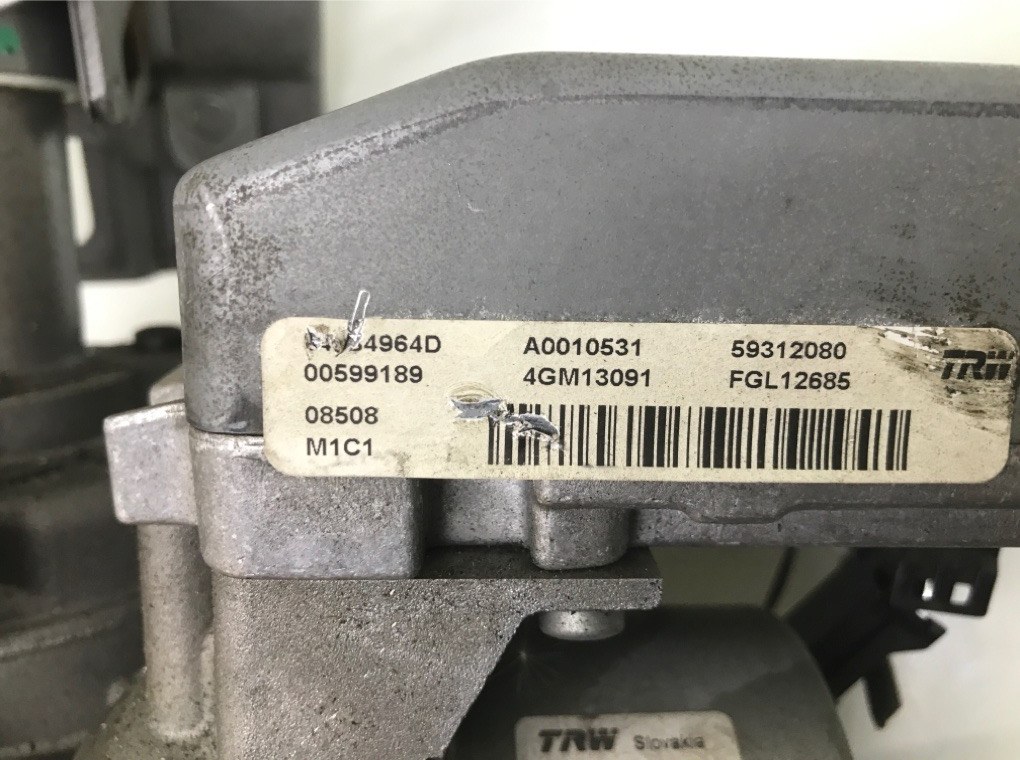 A0010531 59312080
00599189 4GM13091 FGL12685
TRW
08508
M1C1
TRW Slovakia